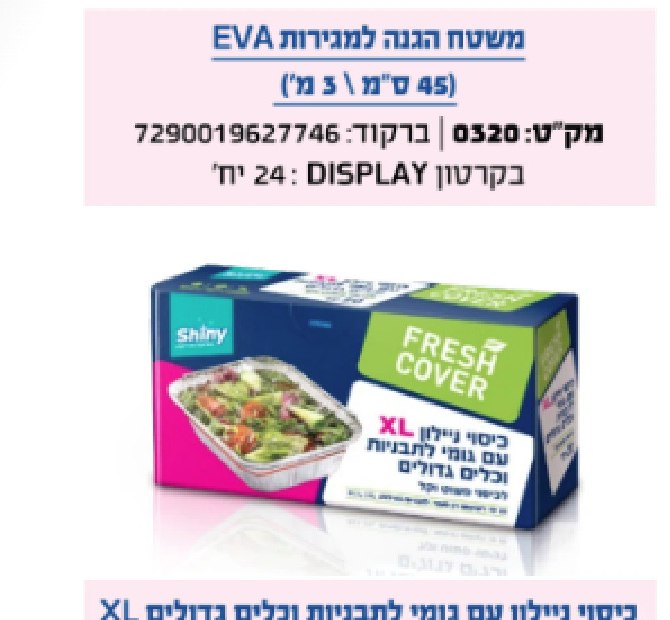 משטח הגנה למגירות EVA
(45 ס"מ \ 3 מ')
מק"ט: 0320 | ברקוד: 7290019627746
בקרטון DISPLAY : 24 יח'
Shiny
FRESH
COVER
כיסוי ניילון XL
עם גומי לתבניות
וכלים גדולים
כיסוי ניילון עם גומי לתבניות וכלים גדולים XL